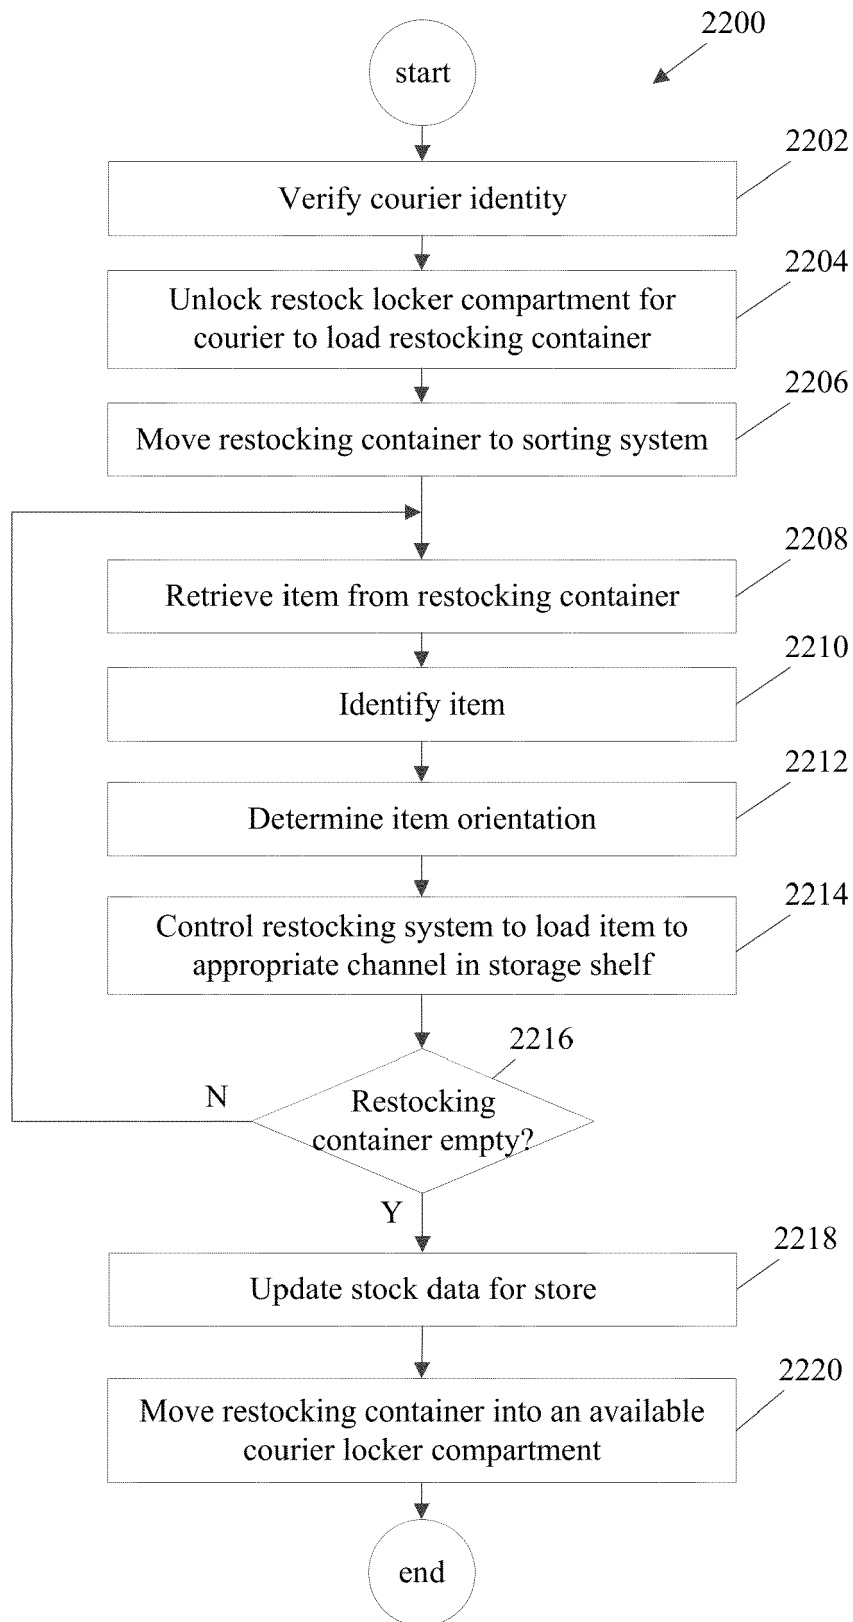 2200
start
2202
Verify courier identity
2204
Unlock restock locker compartment for
courier to load restocking container
2206
Move restocking container to sorting system
2208
Retrieve item from restocking container
2210
Identify item
2212
Determine item orientation
2214
Control restocking system to load item to
appropriate channel in storage shelf
2216
N
Restocking
container empty?
Y
2218
Update stock data for store
2220
Move restocking container into an available
courier locker compartment
end